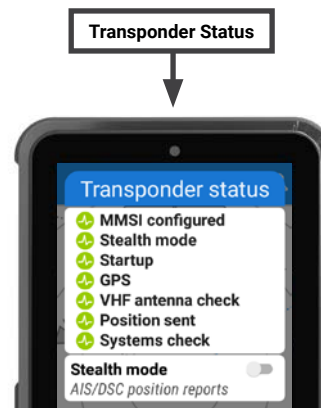 Transponder Status
Transponder status
MMSI configured
Stealth mode
Startup
GPS
VHF antenna check
Position sent
Systems check
Stealth mode
AIS/DSC position reports